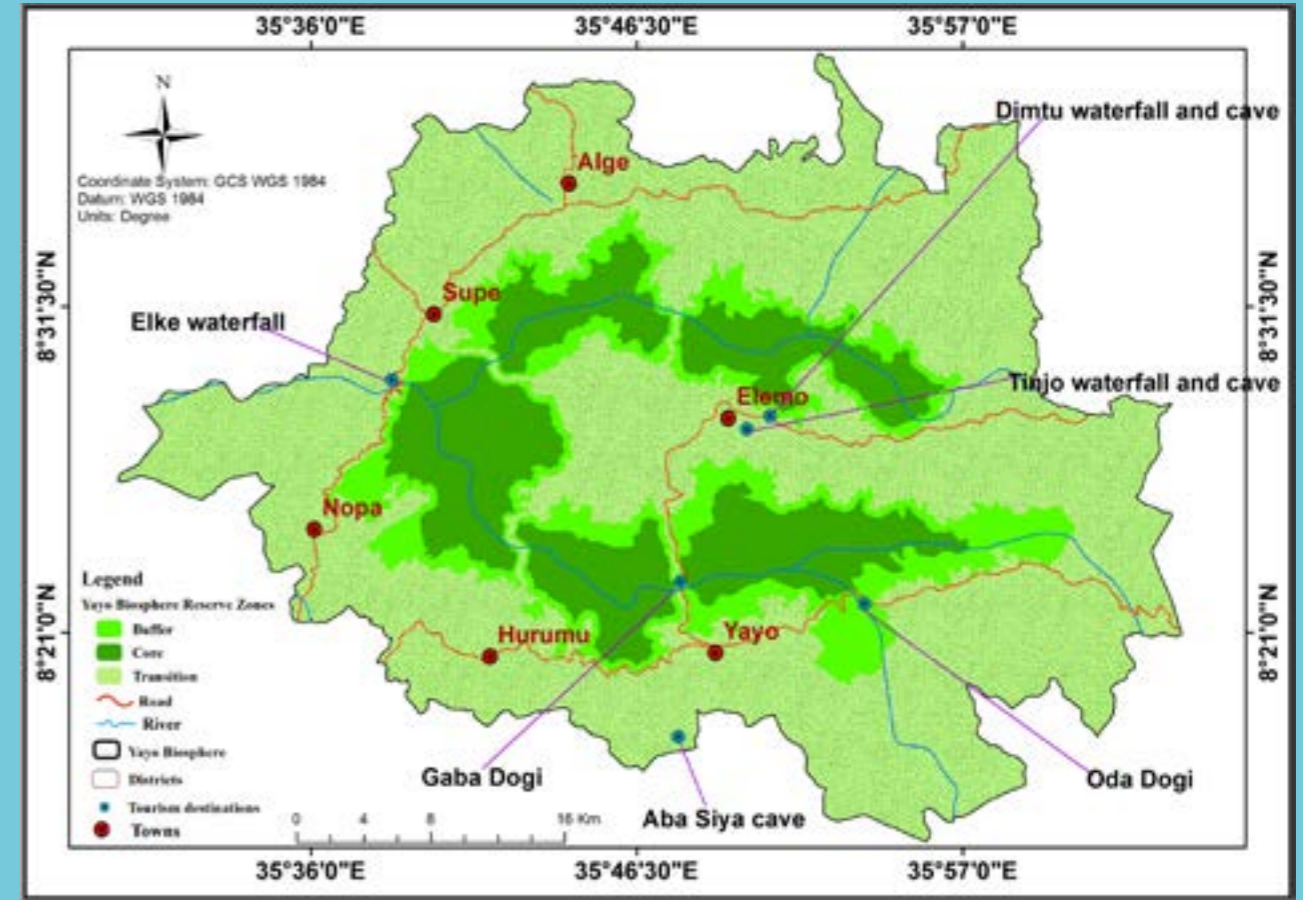 35°36'0"E 35°46'30"E 35°57'0"E
N
Dimtu waterfall and cave
Coordinate System: GCS WGS 1984
Datum: WGS 1984
Units: Degree
Alge
8°31'30"N
8°31'30"N
Supe
Elke waterfall
Tinjo waterfall and cave
Elemo
Nopa
Legend
Yayo Biosphere Reserve Zones
Buffer
Core
Transition
Road
River
Yayo Biosphere
Districts
Tourism destinations
Towns
8°21'0"N
8°21'0"N
Hurumu
Yayo
Gaba Dogi
Oda Dogi
Aba Siya cave
0 4 8 16 Km
35°36'0"E 35°46'30"E 35°57'0"E